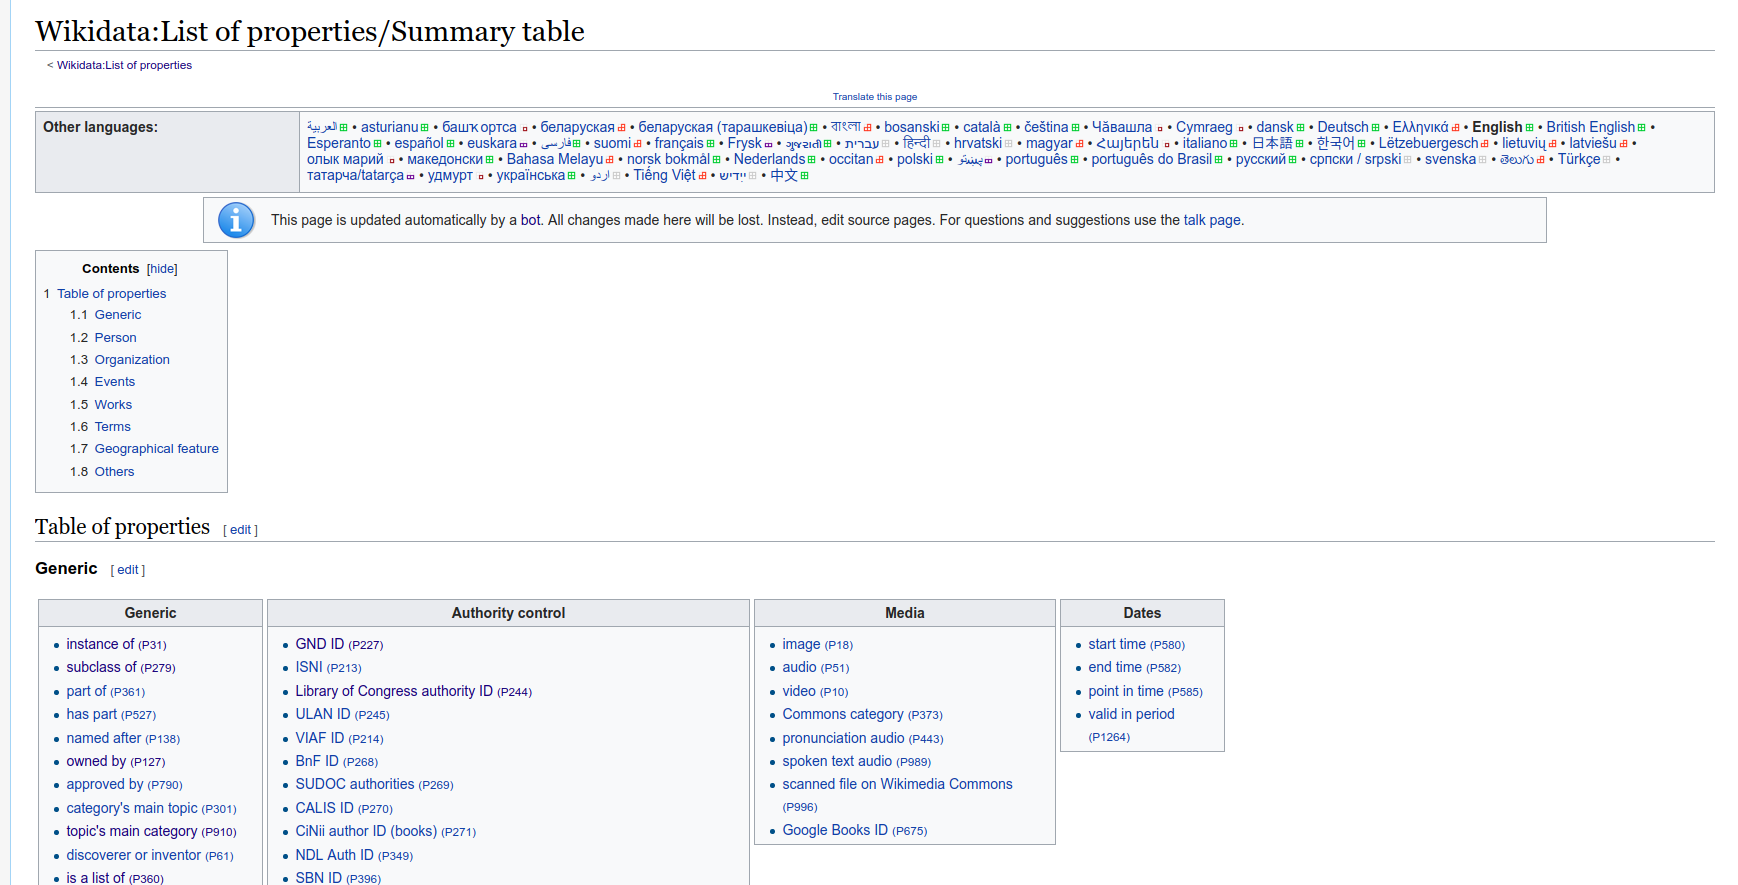 Wikidata:List of properties/Summary table
< Wikidata:List of properties
Translate this page
Other languages:
العربية • asturianu • башҡортса • беларуская • беларуская (тарашкевіца) • বাংলা • bosanski • català • čeština • Чӑвашла • Cymraeg • dansk • Deutsch • Ελληνικά • English • British English •
Esperanto • español • euskara • فارسی • suomi • français • Frysk • ગુજરાતી • עברית • हिन्दी • hrvatski • magyar • Հայերեն • italiano • 日本語 • 한국어 • Lëtzebuergesch • lietuvių • latviešu •
олык марий • македонски • Bahasa Melayu • norsk bokmål • Nederlands • occitan • polski • پښتو • português • português do Brasil • русский • српски / srpski • svenska • తెలుగు • Türkçe •
татарча/tatarça • удмурт • українська • اردو • Tiếng Việt • ייִדיש • 中文
This page is updated automatically by a bot. All changes made here will be lost. Instead, edit source pages. For questions and suggestions use the talk page.
Contents [hide]
1 Table of properties
1.1 Generic
1.2 Person
1.3 Organization
1.4 Events
1.5 Works
1.6 Terms
1.7 Geographical feature
1.8 Others
Table of properties [ edit ]
Generic [ edit ]
Generic
instance of (P31)
subclass of (P279)
part of (P361)
has part (P527)
named after (P138)
owned by (P127)
approved by (P790)
category's main topic (P301)
topic's main category (P910)
discoverer or inventor (P61)
is a list of (P360)
Authority control
GND ID (P227)
ISNI (P213)
Library of Congress authority ID (P244)
ULAN ID (P245)
VIAF ID (P214)
BnF ID (P268)
SUDOC authorities (P269)
CALIS ID (P270)
CiNii author ID (books) (P271)
NDL Auth ID (P349)
SBN ID (P396)
Media
image (P18)
audio (P51)
video (P10)
Commons category (P373)
pronunciation audio (P443)
spoken text audio (P989)
scanned file on Wikimedia Commons
(P996)
Google Books ID (P675)
Dates
start time (P580)
end time (P582)
point in time (P585)
valid in period
(P1264)